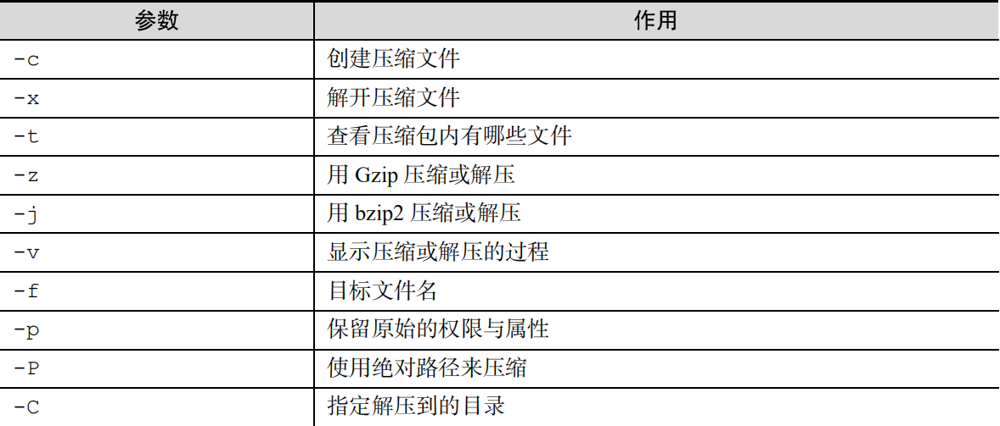 参数 作用
-c 创建压缩文件
-x 解开压缩文件
-t 查看压缩包内有哪些文件
-z 用 Gzip 压缩或解压
-j 用 bzip2 压缩或解压
-v 显示压缩或解压的过程
-f 目标文件名
-p 保留原始的权限与属性
-P 使用绝对路径来压缩
-C 指定解压到的目录